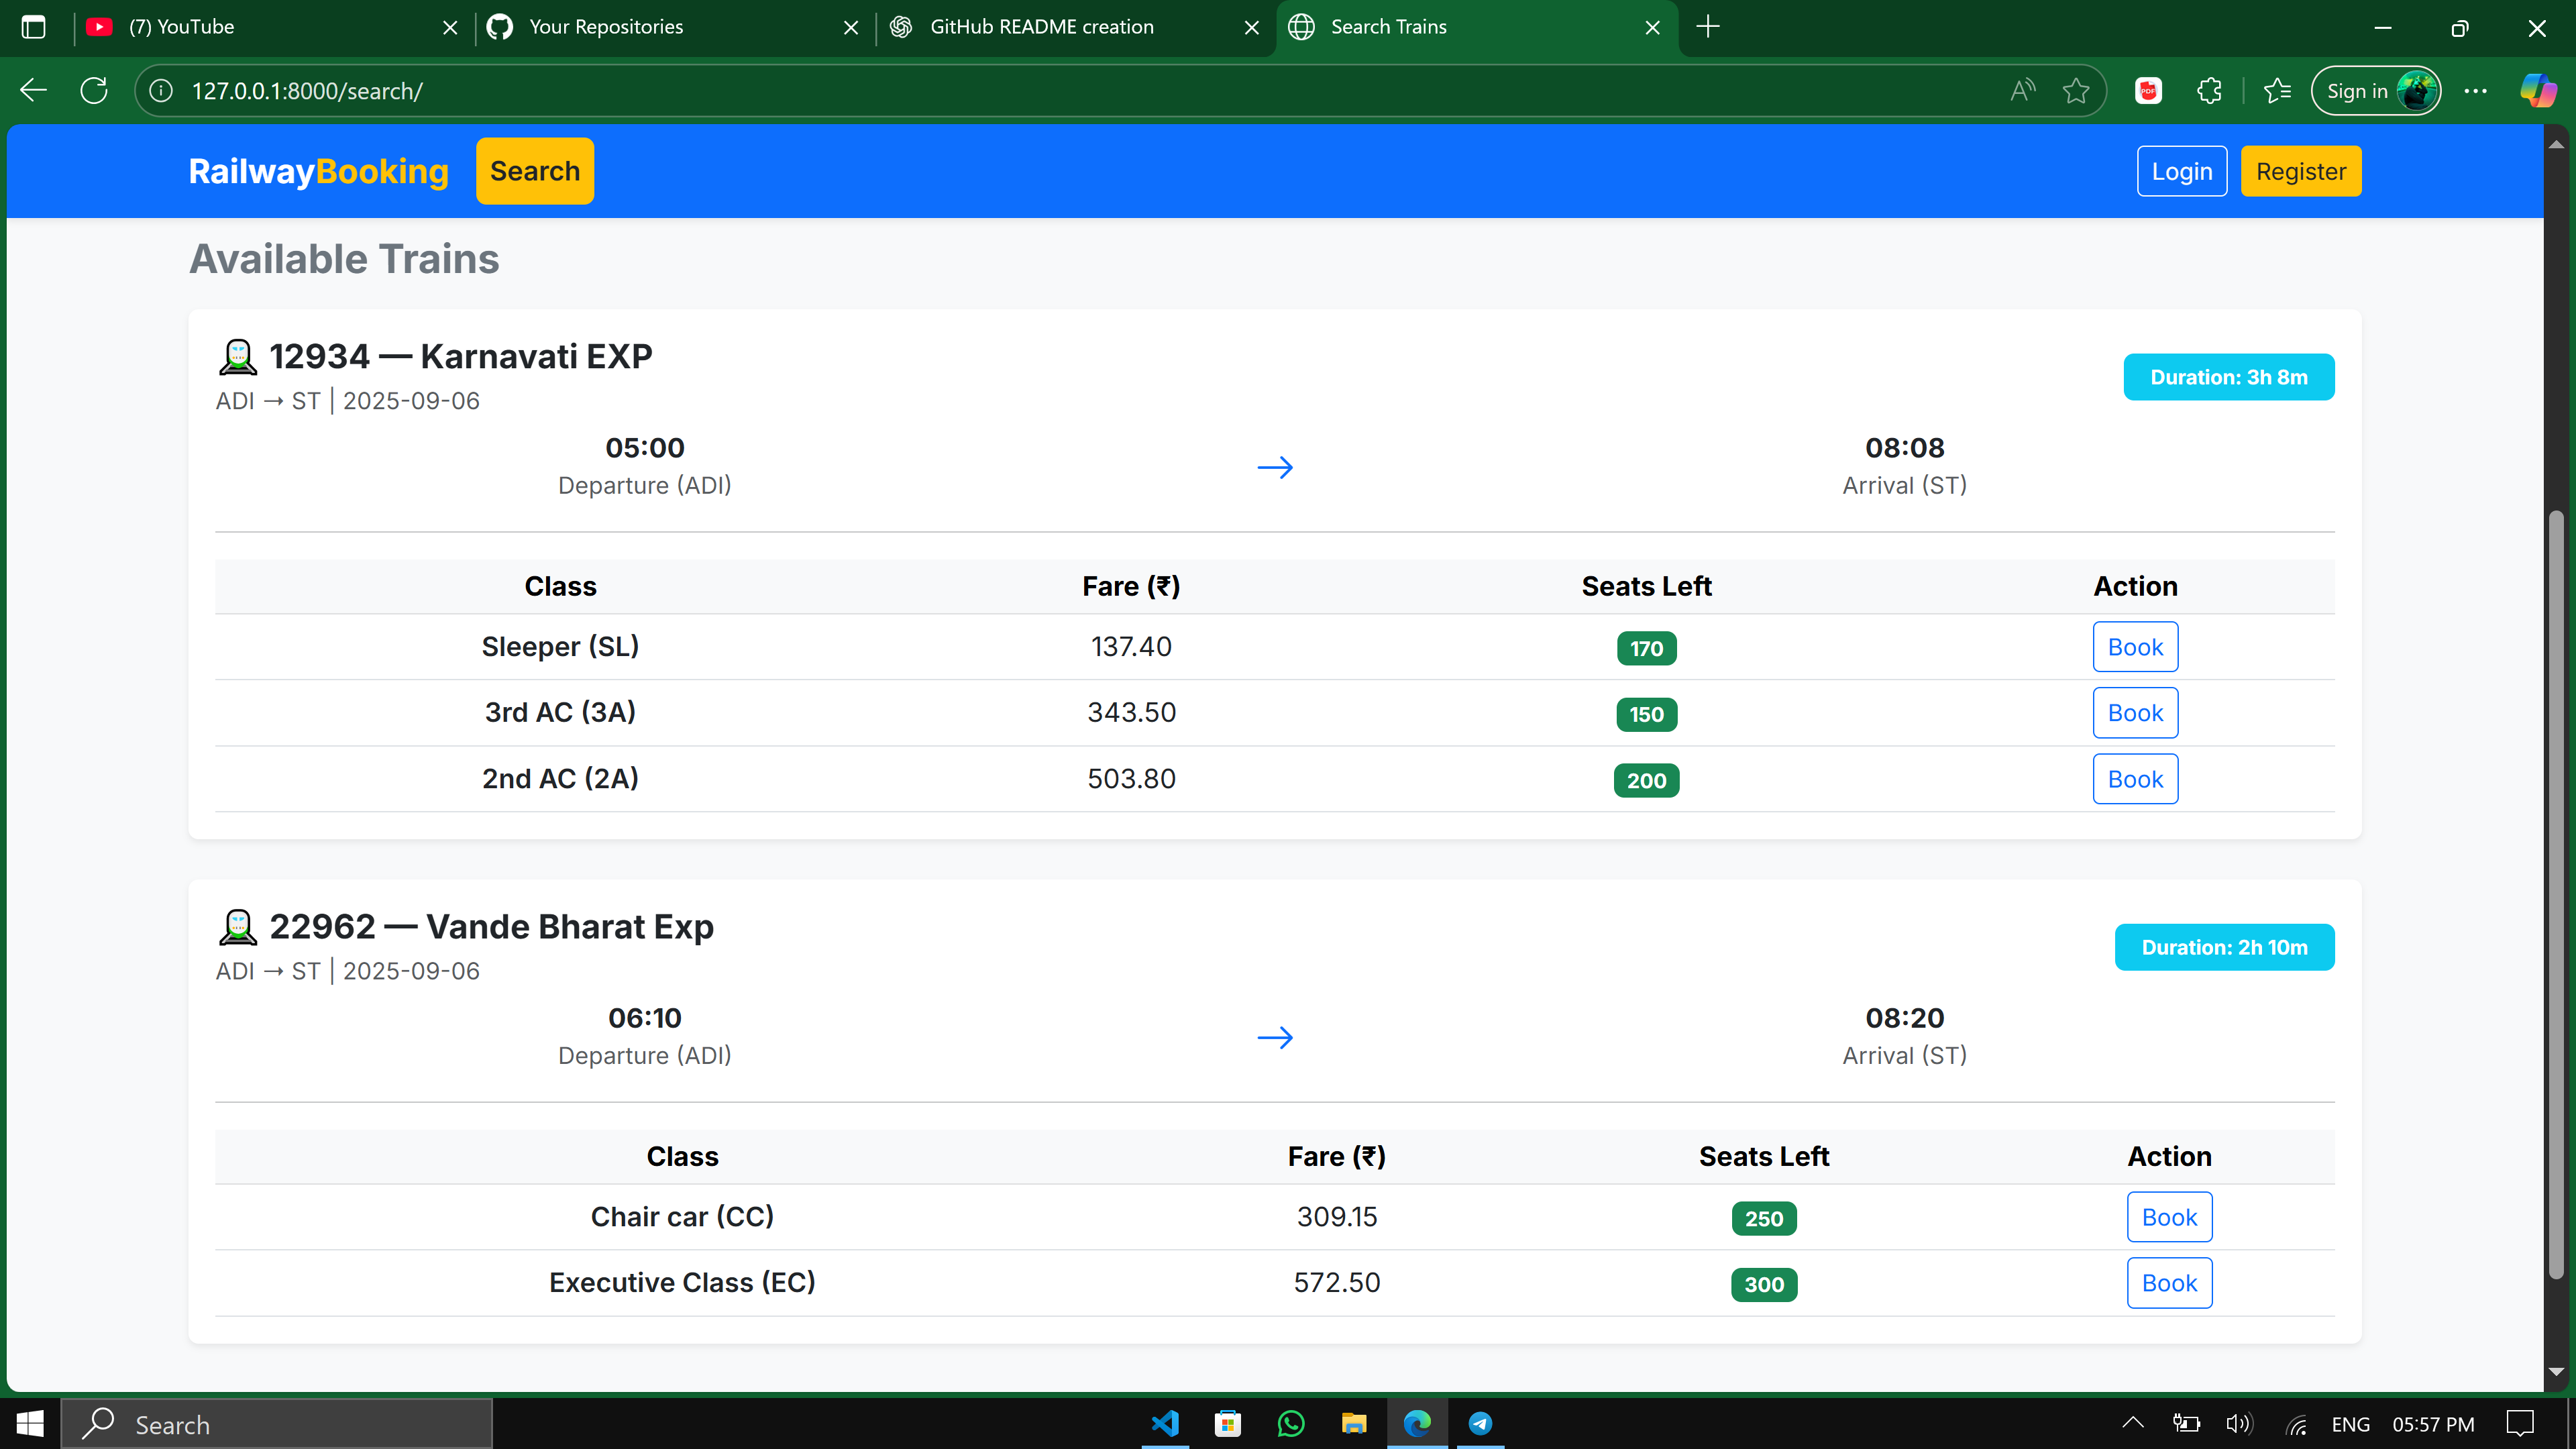 (7) YouTube
Your Repositories
GitHub README creation
Search Trains
127.0.0.1:8000/search/
Sign in
RailwayBooking Search Login Register
Available Trains
12934 — Karnavati EXP
ADI → ST | 2025-09-06
Duration: 3h 8m
05:00 → 08:08
Departure (ADI) Arrival (ST)
Class Fare (₹) Seats Left Action
Sleeper (SL) 137.40 170 Book
3rd AC (3A) 343.50 150 Book
2nd AC (2A) 503.80 200 Book
22962 — Vande Bharat Exp
ADI → ST | 2025-09-06
Duration: 2h 10m
06:10 → 08:20
Departure (ADI) Arrival (ST)
Class Fare (₹) Seats Left Action
Chair car (CC) 309.15 250 Book
Executive Class (EC) 572.50 300 Book
Search
ENG 05:57 PM